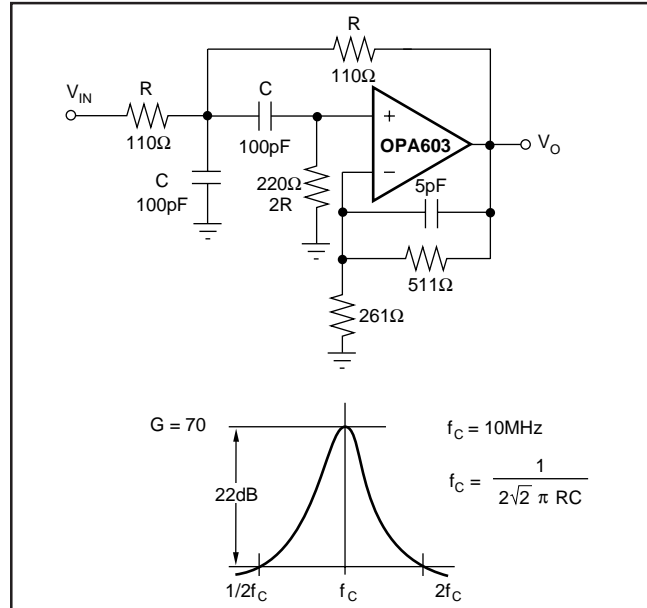 R
110Ω
V_IN
R
110Ω
C
100pF
C
100pF
220Ω
2R
+
OPA603
−
V_O
5pF
511Ω
261Ω
G = 70
22dB
1/2f_C
f_C
2f_C
f_C = 10MHz
f_C = 1 / 2√2 π RC